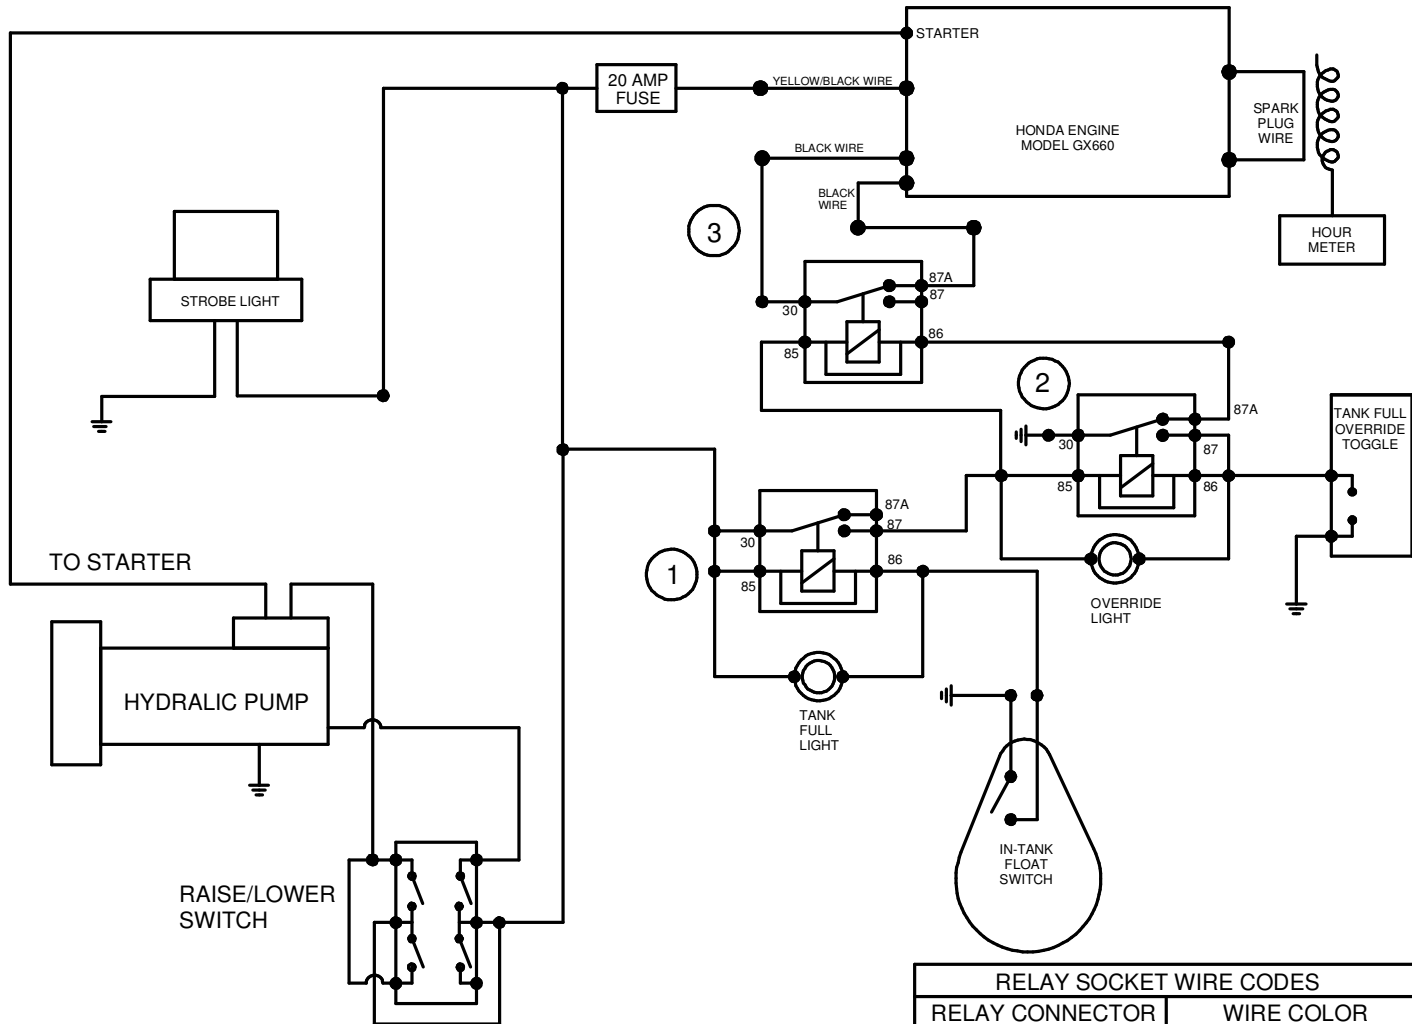 STARTER
20 AMP
FUSE
YELLOW/BLACK WIRE
SPARK
PLUG
WIRE
HONDA ENGINE
MODEL GX660
BLACK WIRE
BLACK
WIRE
3
HOUR
METER
87A
87
30
86
85
STROBE LIGHT
2
87A
30
87
85
86
TANK FULL
OVERRIDE
TOGGLE
87A
87
30
86
85
1
TO STARTER
OVERRIDE
LIGHT
HYDRALIC PUMP
TANK
FULL
LIGHT
IN-TANK
FLOAT
SWITCH
RAISE/LOWER
SWITCH
RELAY SOCKET WIRE CODES
RELAY CONNECTOR WIRE COLOR